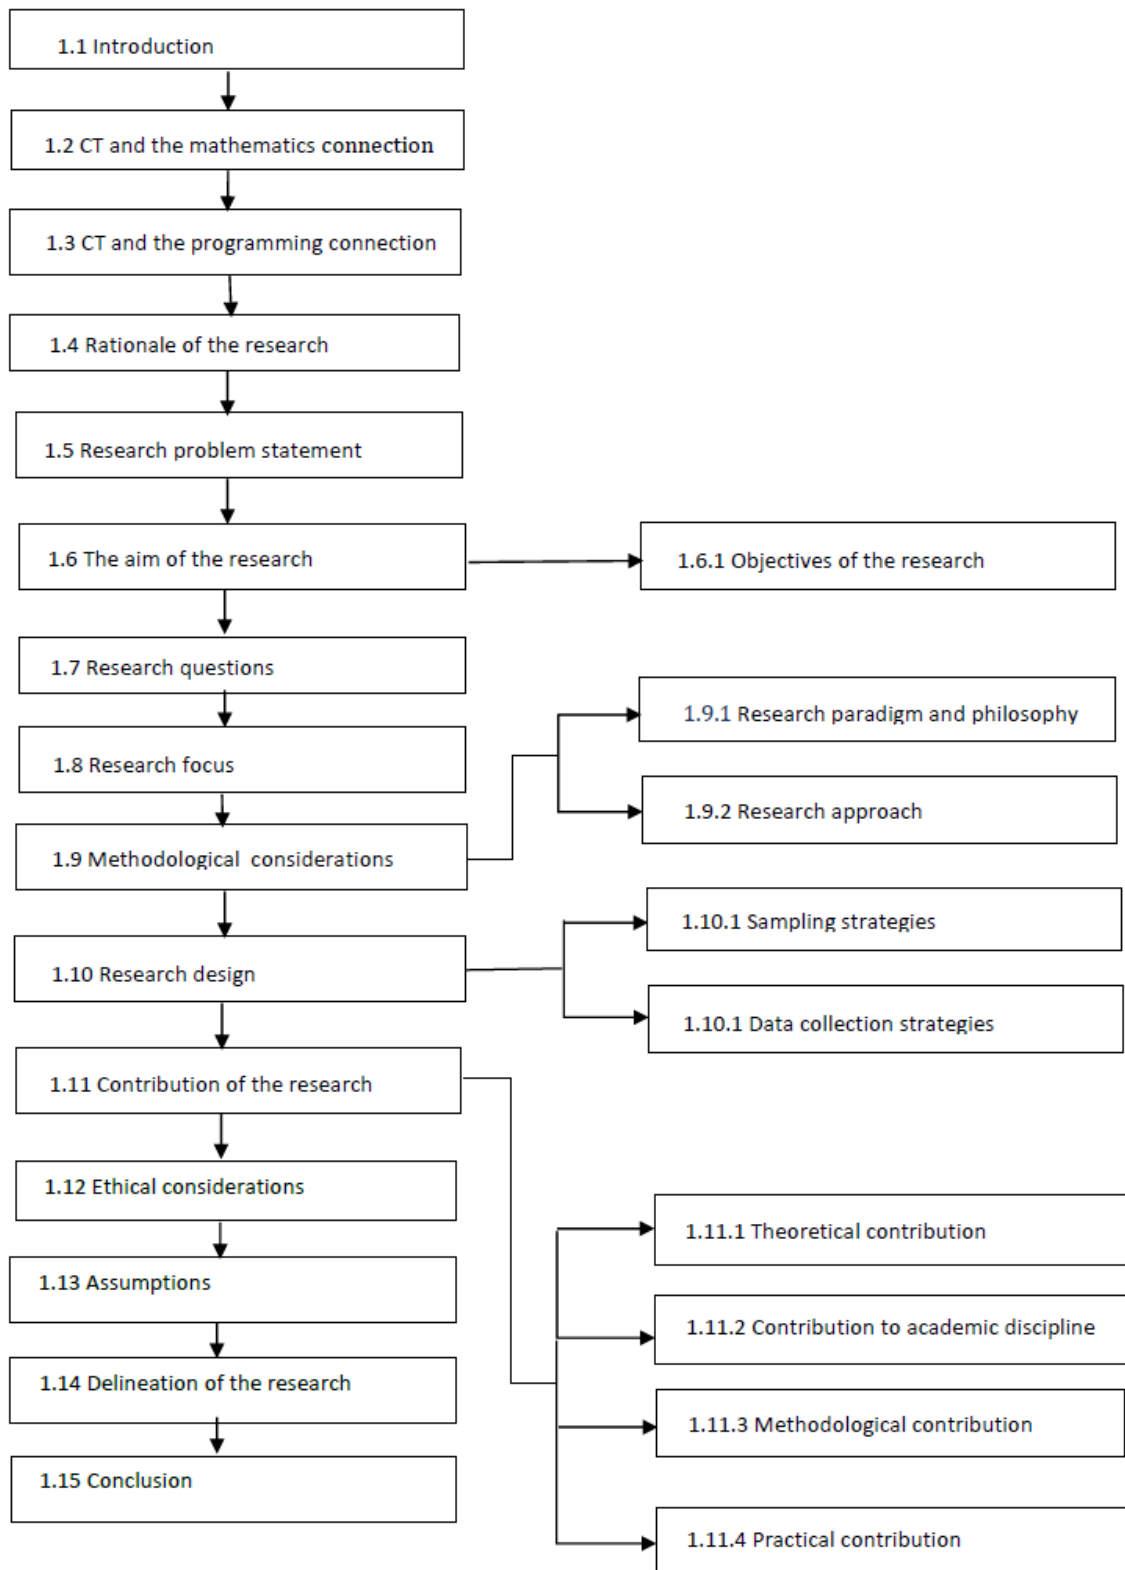 1.1 Introduction
1.2 CT and the mathematics connection
1.3 CT and the programming connection
1.4 Rationale of the research
1.5 Research problem statement
1.6 The aim of the research
1.6.1 Objectives of the research
1.7 Research questions
1.8 Research focus
1.9 Methodological considerations
1.9.1 Research paradigm and philosophy
1.9.2 Research approach
1.10 Research design
1.10.1 Sampling strategies
1.10.1 Data collection strategies
1.11 Contribution of the research
1.11.1 Theoretical contribution
1.11.2 Contribution to academic discipline
1.11.3 Methodological contribution
1.11.4 Practical contribution
1.12 Ethical considerations
1.13 Assumptions
1.14 Delineation of the research
1.15 Conclusion